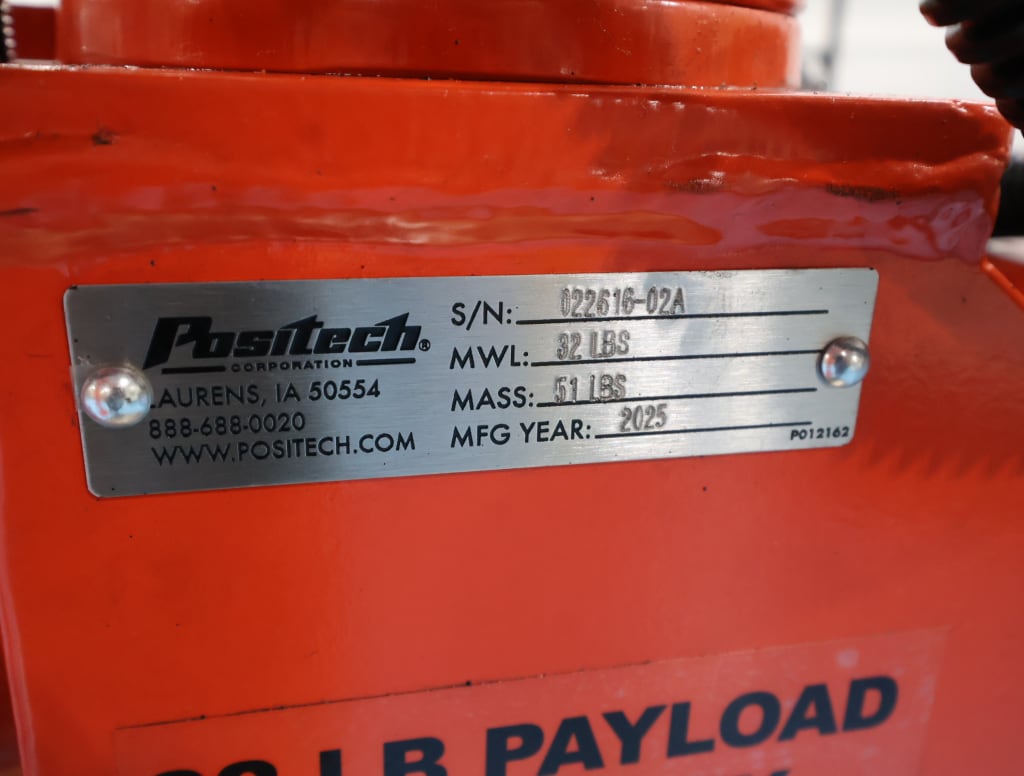 Positech®
CORPORATION
LAURENS, IA 50554
888-688-0020
WWW.POSITECH.COM
S/N: 022616-02A
MWL: 32 LBS
MASS: 51 LBS
MFG YEAR: 2025
P012162
LB PAYLOAD